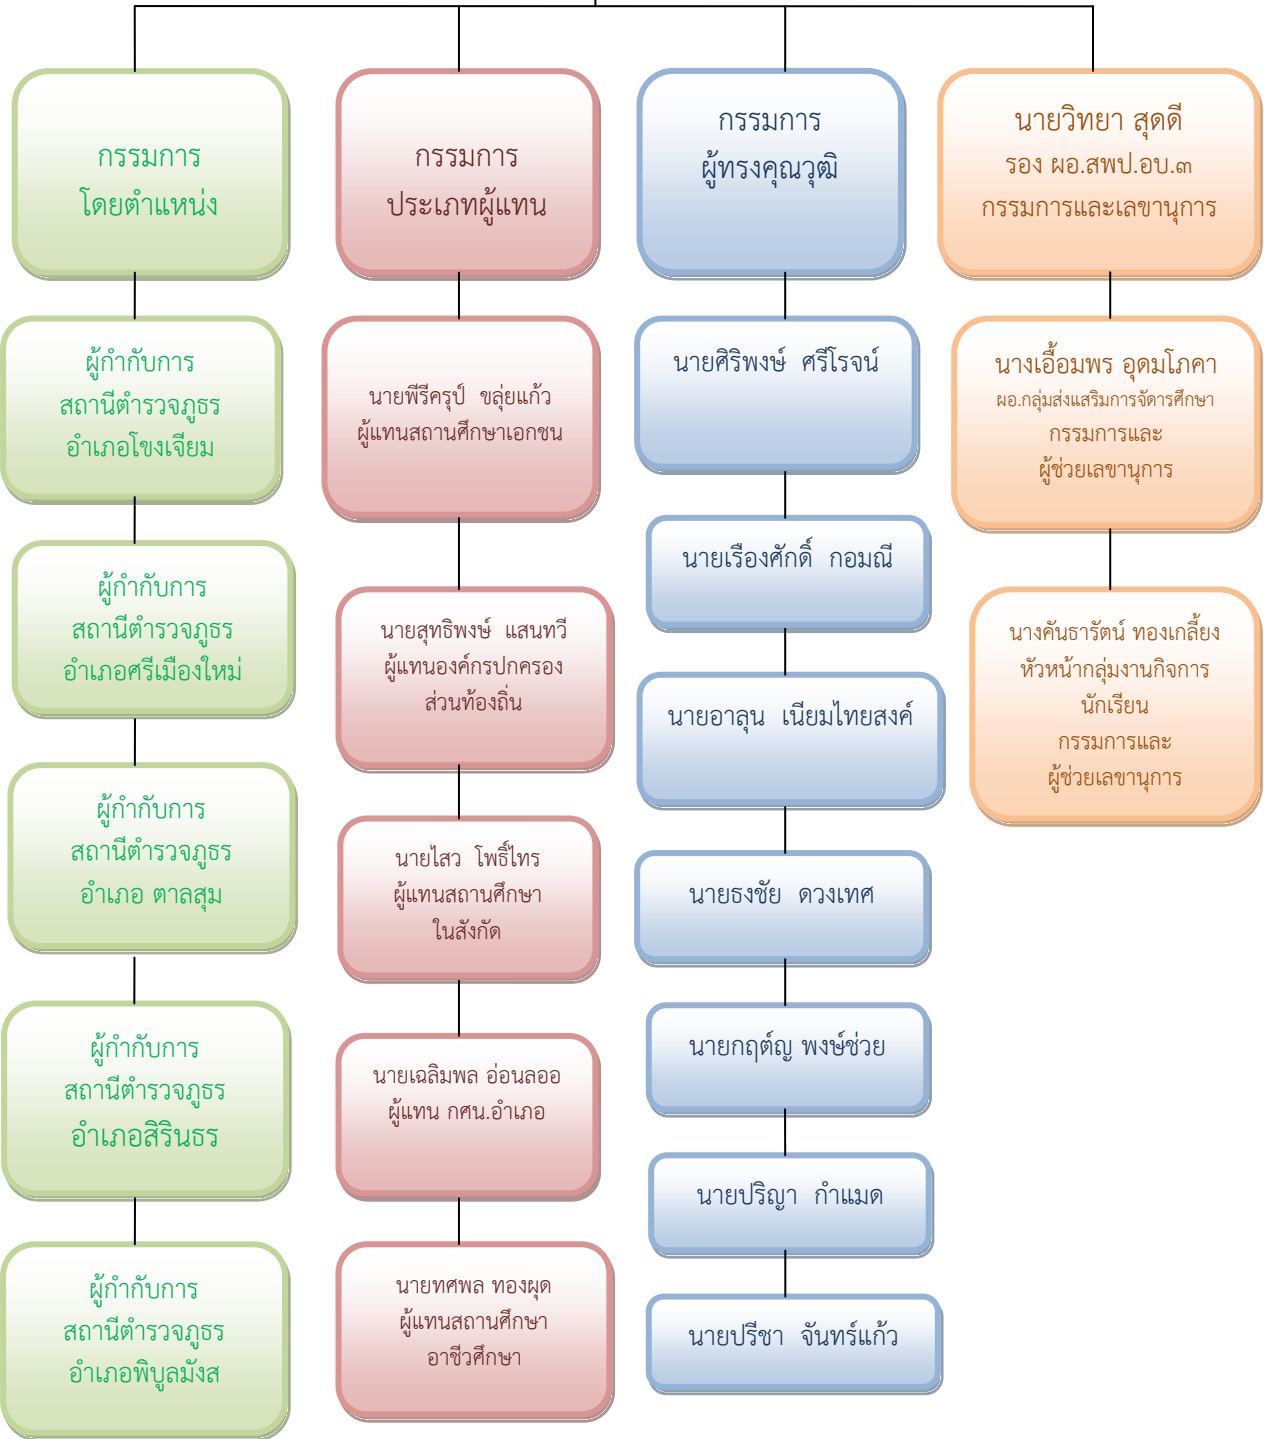 กรรมการ
โดยตำแหน่ง
ผู้กำกับการ
สถานีตำรวจภูธร
อำเภอโขงเจียม
ผู้กำกับการ
สถานีตำรวจภูธร
อำเภอศรีเมืองใหม่
ผู้กำกับการ
สถานีตำรวจภูธร
อำเภอ ตาลสุม
ผู้กำกับการ
สถานีตำรวจภูธร
อำเภอสิรินธร
ผู้กำกับการ
สถานีตำรวจภูธร
อำเภอพิบูลมังส
กรรมการ
ประเภทผู้แทน
นายพีรีครุป์ ขลุ่ยแก้ว
ผู้แทนสถานศึกษาเอกชน
นายสุทธิพงษ์ แสนทวี
ผู้แทนองค์กรปกครอง
ส่วนท้องถิ่น
นายไสว โพธิ์ไทร
ผู้แทนสถานศึกษา
ในสังกัด
นายเฉลิมพล อ่อนลออ
ผู้แทน กศน.อำเภอ
นายทศพล ทองผุด
ผู้แทนสถานศึกษา
อาชีวศึกษา
กรรมการ
ผู้ทรงคุณวุฒิ
นายศิริพงษ์ ศรีโรจน์
นายเรืองศักดิ์ กอมณี
นายอาลุน เนียมไทยสงค์
นายธงชัย ดวงเทศ
นายกฤต์ญ พงษ์ช่วย
นายปริญา กำแมด
นายปรีชา จันทร์แก้ว
นายวิทยา สุดดี
รอง ผอ.สพป.อบ.๓
กรรมการและเลขานุการ
นางเอื้อมพร อุดมโภคา
ผอ.กลุ่มส่งแสริมการจัดารศึกษา
กรรมการและ
ผู้ช่วยเลขานุการ
นางคันธารัตน์ ทองเกลี้ยง
หัวหน้ากลุ่มงานกิจการ
นักเรียน
กรรมการและ
ผู้ช่วยเลขานุการ